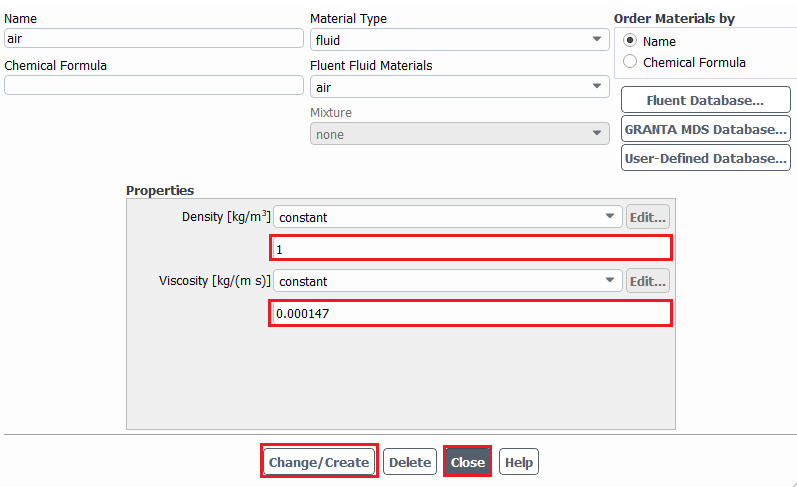 Name
air
Chemical Formula
Material Type
fluid
Fluent Fluid Materials
air
Mixture
none
Order Materials by
Name
Chemical Formula
Fluent Database...
GRANTA MDS Database...
User-Defined Database...
Properties
Density [kg/m³] constant Edit...
1
Viscosity [kg/(m s)] constant Edit...
0.000147
Change/Create Delete Close Help